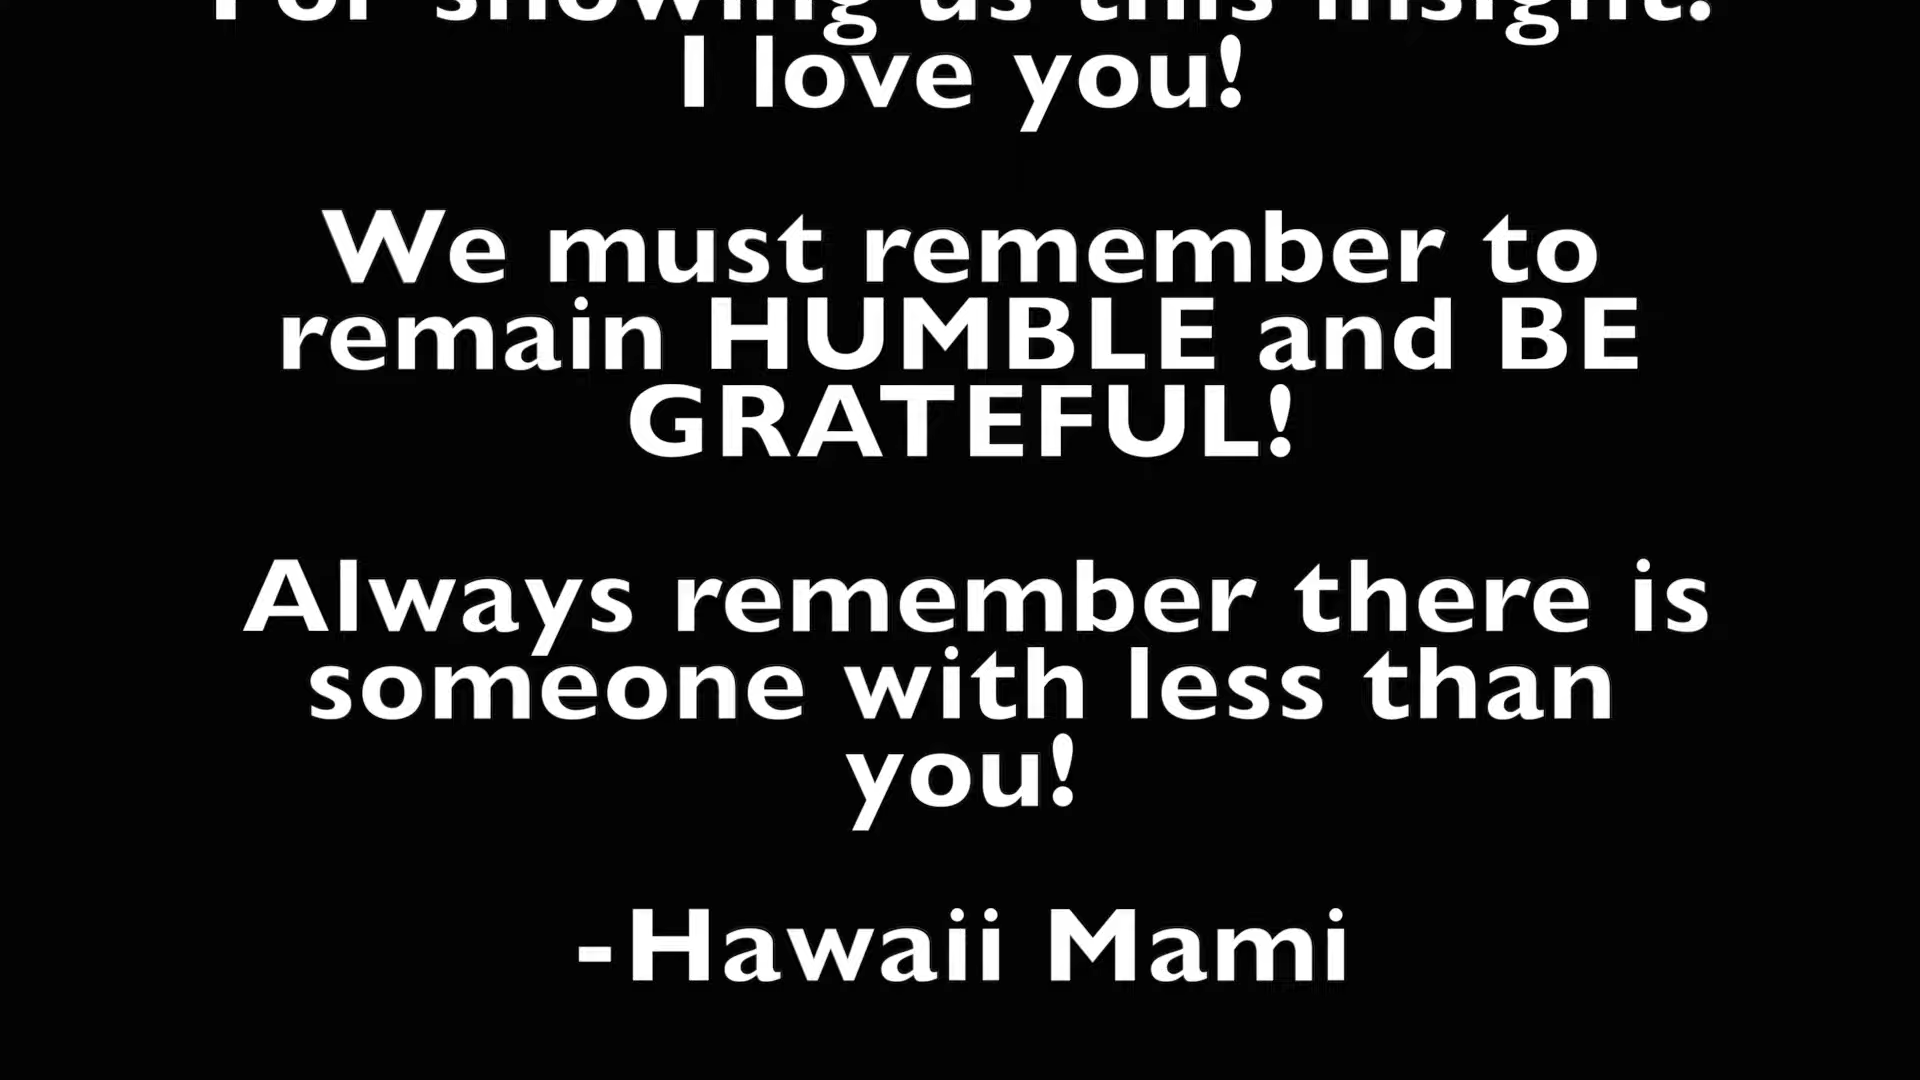 For showing us this insight!
I love you!
We must remember to
remain HUMBLE and BE
GRATEFUL!
Always remember there is
someone with less than
you!
-Hawaii Mami